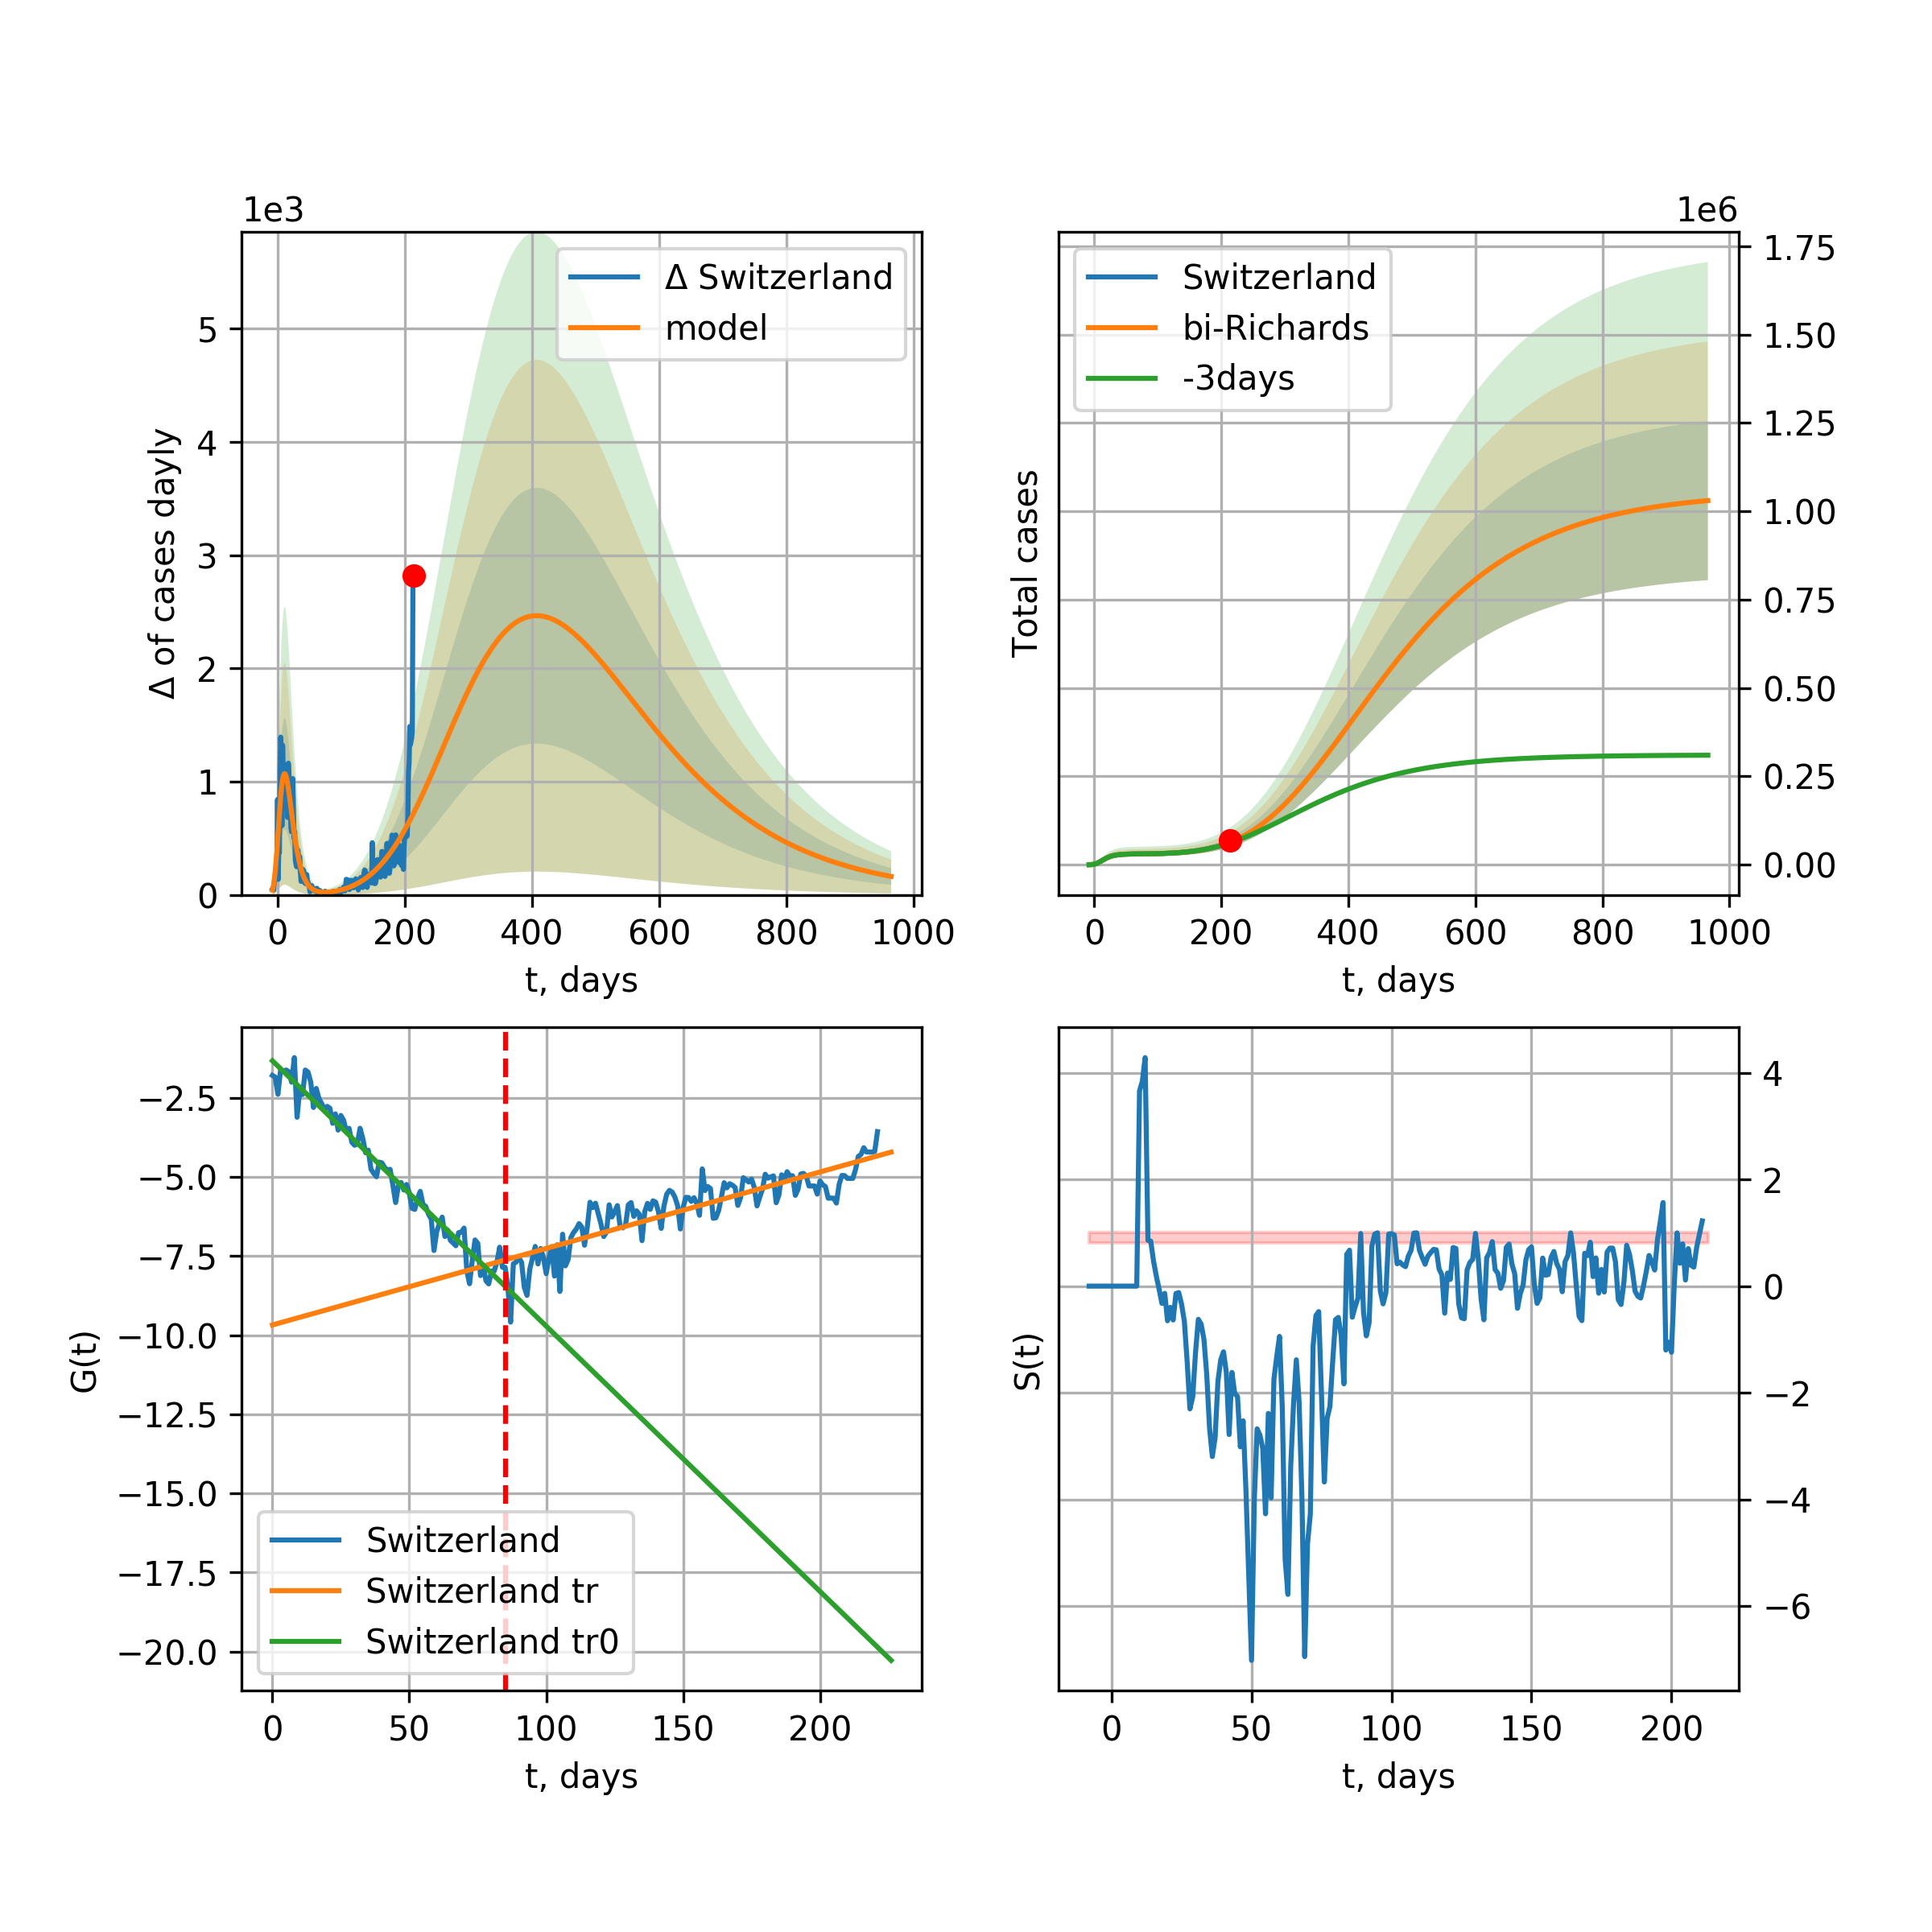 1e3
Δ Switzerland
model
5
4
3
2
1
0
Δ of cases dayly
0 200 400 600 800 1000
t, days
1e6
Switzerland
bi-Richards
-3days
1.75
1.50
1.25
1.00
0.75
0.50
0.25
0.00
Total cases
0 200 400 600 800 1000
t, days
−2.5
−5.0
−7.5
−10.0
−12.5
−15.0
−17.5
−20.0
G(t)
Switzerland
Switzerland tr
Switzerland tr0
0 50 100 150 200
t, days
4
2
0
−2
−4
−6
S(t)
0 50 100 150 200
t, days